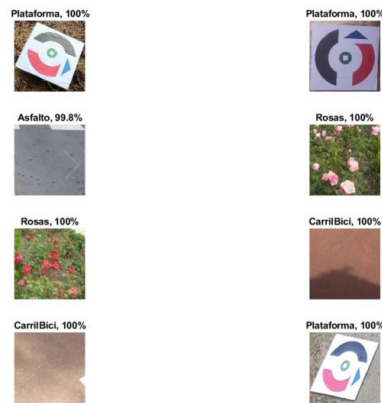 Plataforma, 100%
Plataforma, 100%
Asfalto, 99.8%
Rosas, 100%
Rosas, 100%
CarrilBici, 100%
CarrilBici, 100%
Plataforma, 100%